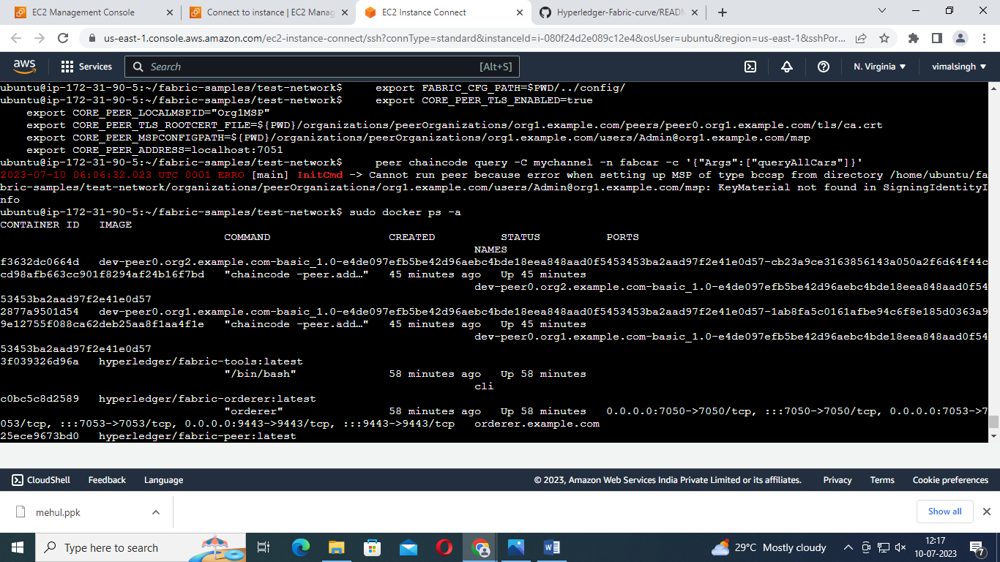 EC2 Management Console
Connect to instance | EC2 Manag
EC2 Instance Connect
Hyperledger-Fabric-curve/READM
us-east-1.console.aws.amazon.com/ec2-instance-connect/ssh?connType=standard&instanceId=i-080f24d2e089c12e4&osUser=ubuntu&region=us-east-1&sshPor...
aws
Services
Search
[Alt+S]
N. Virginia
vimalsingh
ubuntu@ip-172-31-90-5:~/fabric-samples/test-network$     export FABRIC_CFG_PATH=$PWD/../config/
ubuntu@ip-172-31-90-5:~/fabric-samples/test-network$     export CORE_PEER_TLS_ENABLED=true
    export CORE_PEER_LOCALMSPID="Org1MSP"
    export CORE_PEER_TLS_ROOTCERT_FILE=${PWD}/organizations/peerOrganizations/org1.example.com/peers/peer0.org1.example.com/tls/ca.crt
    export CORE_PEER_MSPCONFIGPATH=${PWD}/organizations/peerOrganizations/org1.example.com/users/Admin@org1.example.com/msp
    export CORE_PEER_ADDRESS=localhost:7051
ubuntu@ip-172-31-90-5:~/fabric-samples/test-network$     peer chaincode query -C mychannel -n fabcar -c '{"Args":["queryAllCars"]}'
2023-07-10 06:06:32.023 UTC 0001 ERRO [main] InitCmd -> Cannot run peer because error when setting up MSP of type bccsp from directory /home/ubuntu/fa
bric-samples/test-network/organizations/peerOrganizations/org1.example.com/users/Admin@org1.example.com/msp: KeyMaterial not found in SigningIdentityI
nfo
ubuntu@ip-172-31-90-5:~/fabric-samples/test-network$ sudo docker ps -a
CONTAINER ID   IMAGE
COMMAND                  CREATED          STATUS          PORTS
NAMES
f3632dc0664d   dev-peer0.org2.example.com-basic_1.0-e4de097efb5be42d96aebc4bde18eea848aad0f5453453ba2aad97f2e41e0d57-cb23a9ce3163856143a050a2f6d64f44c
cd98afb663cc901f8294af24b16f7bd   "chaincode -peer.add…"   45 minutes ago   Up 45 minutes
dev-peer0.org2.example.com-basic_1.0-e4de097efb5be42d96aebc4bde18eea848aad0f54
53453ba2aad97f2e41e0d57
2877a9501d54   dev-peer0.org1.example.com-basic_1.0-e4de097efb5be42d96aebc4bde18eea848aad0f5453453ba2aad97f2e41e0d57-1ab8fa5c0161afbe94c6f8e185d0363a9
9e12755f088ca62deb25aa8f1aa4f1e   "chaincode -peer.add…"   45 minutes ago   Up 45 minutes
dev-peer0.org1.example.com-basic_1.0-e4de097efb5be42d96aebc4bde18eea848aad0f54
53453ba2aad97f2e41e0d57
3f039326d96a   hyperledger/fabric-tools:latest
"/bin/bash"              58 minutes ago   Up 58 minutes
cli
c0bc5c8d2589   hyperledger/fabric-orderer:latest
"orderer"                58 minutes ago   Up 58 minutes   0.0.0.0:7050->7050/tcp, :::7050->7050/tcp, 0.0.0.0:7053->7
053/tcp, :::7053->7053/tcp, 0.0.0.0:9443->9443/tcp, :::9443->9443/tcp   orderer.example.com
25ece9673bd0   hyperledger/fabric-peer:latest
CloudShell
Feedback
Language
© 2023, Amazon Web Services India Private Limited or its affiliates.
Privacy
Terms
Cookie preferences
mehul.ppk
Show all
Type here to search
29°C Mostly cloudy
12:17
10-07-2023
7